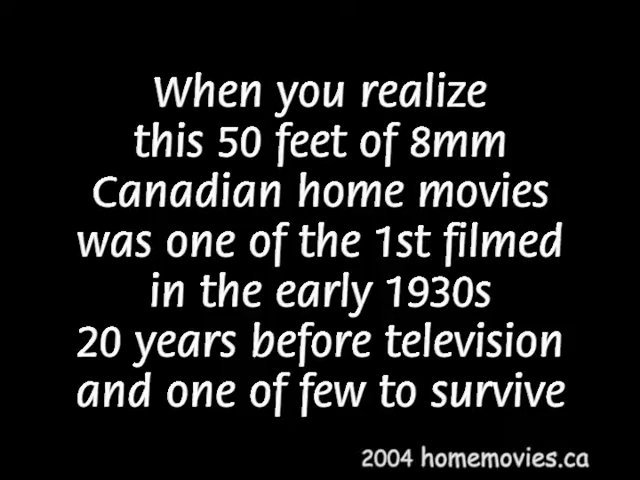 When you realize
this 50 feet of 8mm
Canadian home movies
was one of the 1st filmed
in the early 1930s
20 years before television
and one of few to survive
2004 homemovies.ca